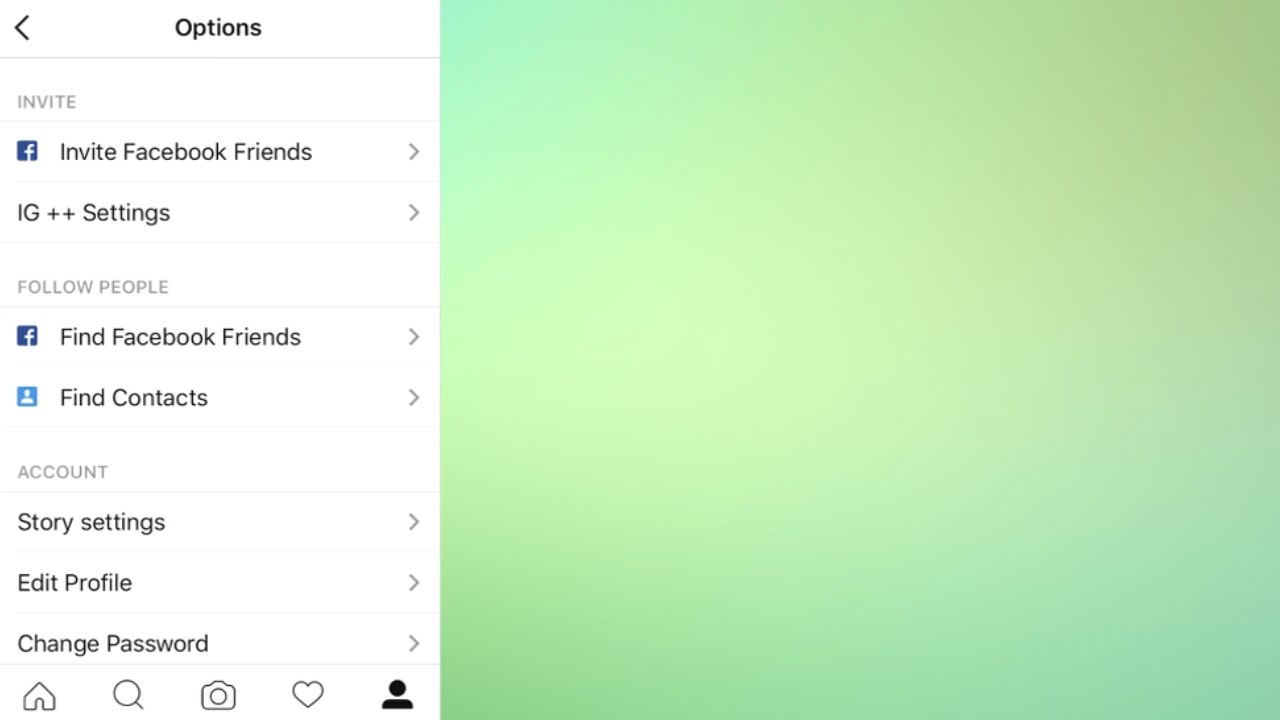 Options
INVITE
Invite Facebook Friends
IG ++ Settings
FOLLOW PEOPLE
Find Facebook Friends
Find Contacts
ACCOUNT
Story settings
Edit Profile
Change Password